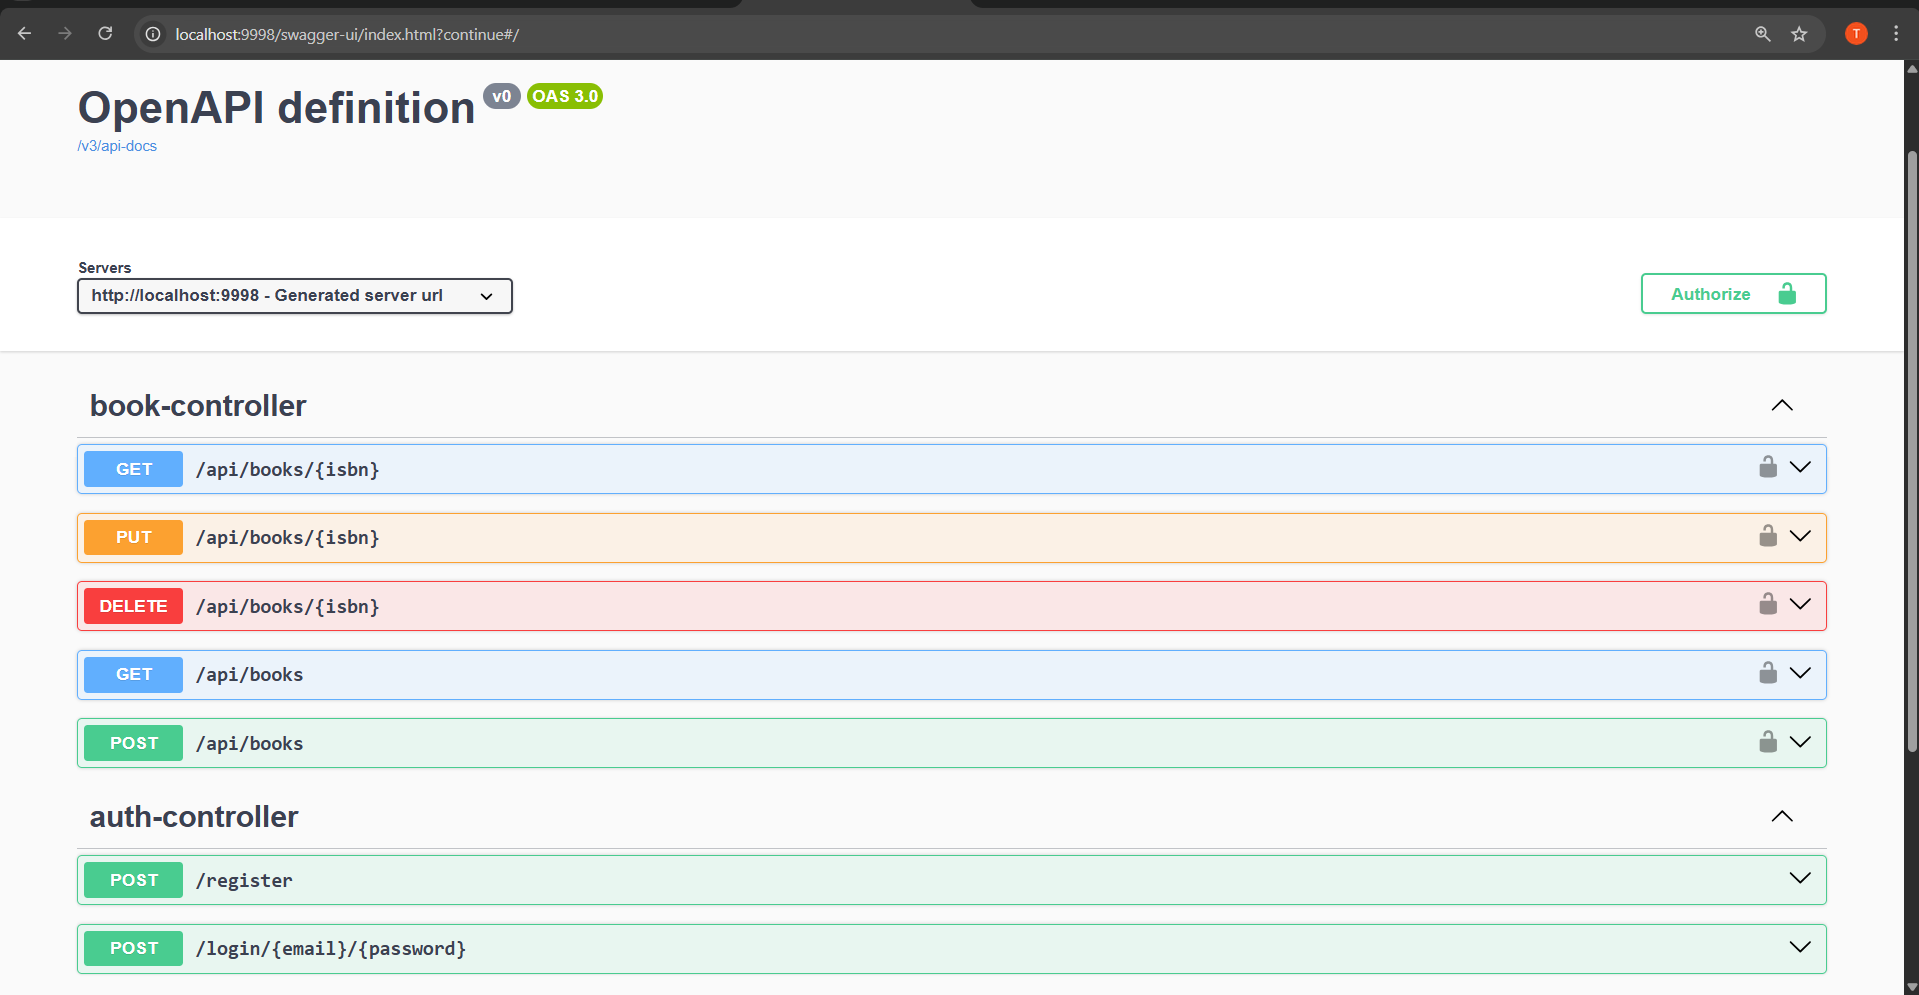 localhost:9998/swagger-ui/index.html?continue#/
T
OpenAPI definition v0 OAS 3.0
/v3/api-docs
Servers
http://localhost:9998 - Generated server url
Authorize
book-controller
GET /api/books/{isbn}
PUT /api/books/{isbn}
DELETE /api/books/{isbn}
GET /api/books
POST /api/books
auth-controller
POST /register
POST /login/{email}/{password}